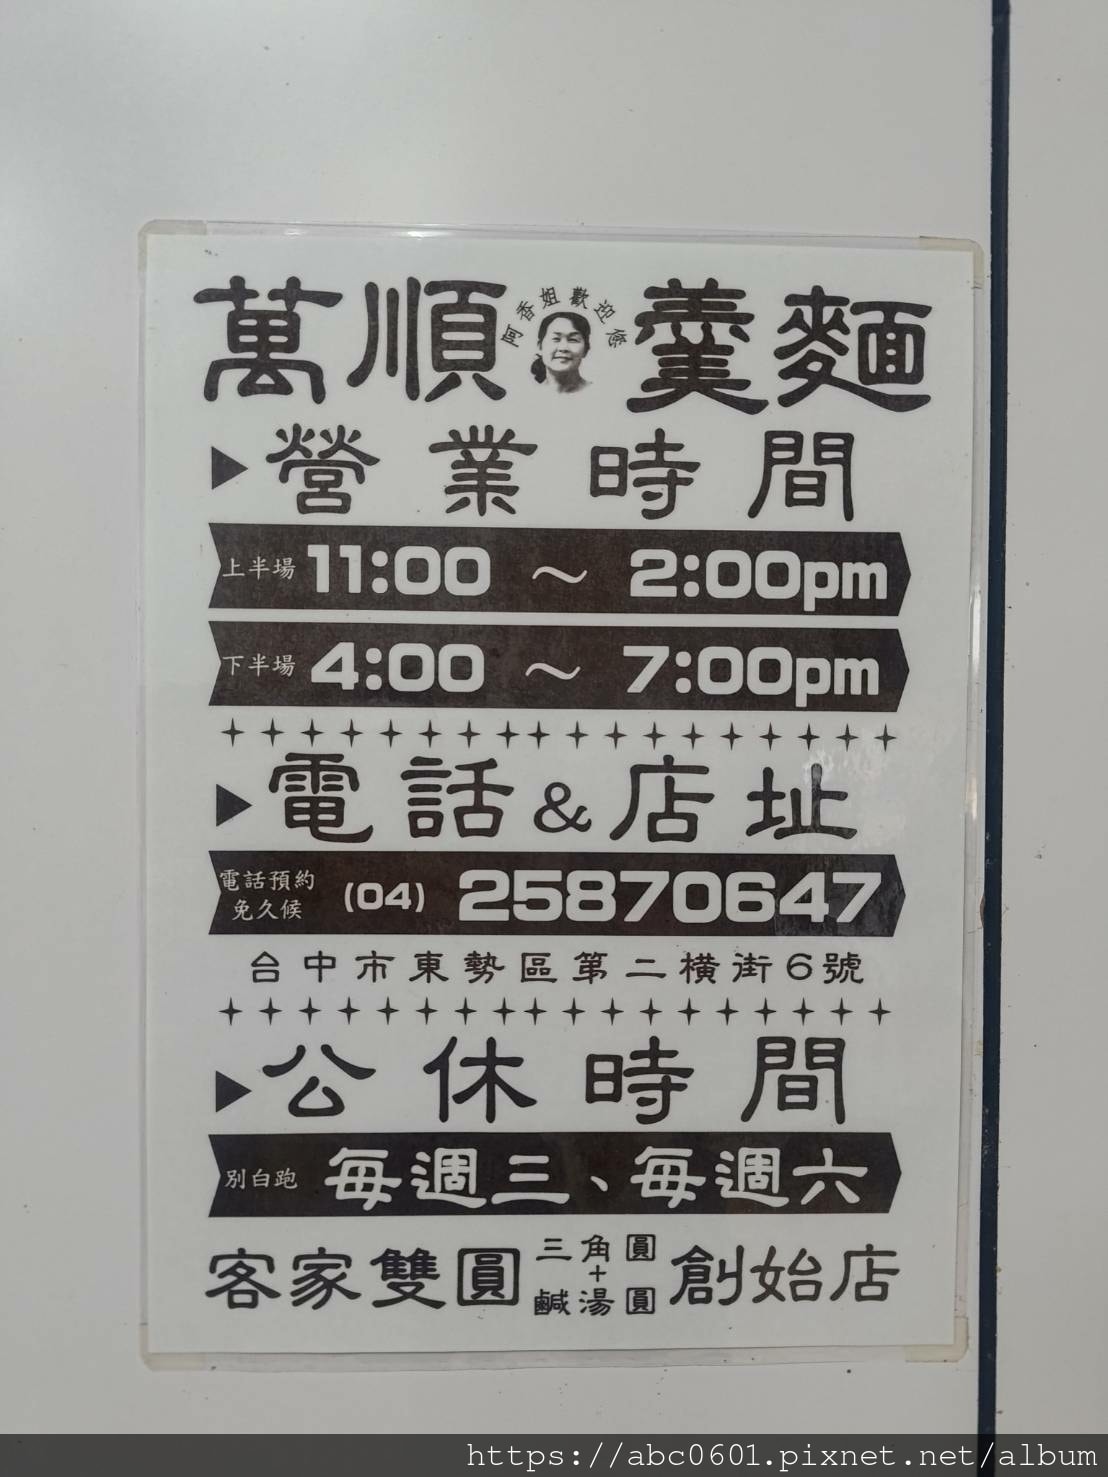 萬順羹麵
阿香姐歡迎您
▶營業時間
上半場 11:00 ～ 2:00pm
下半場 4:00 ～ 7:00pm
▶電話&店址
電話預約
免久候 (04) 25870647
台中市東勢區第二橫街6號
▶公休時間
別白跑 每週三、每週六
客家雙圓 三角圓+鹹湯圓 創始店
https://abc0601.pixnet.net/album